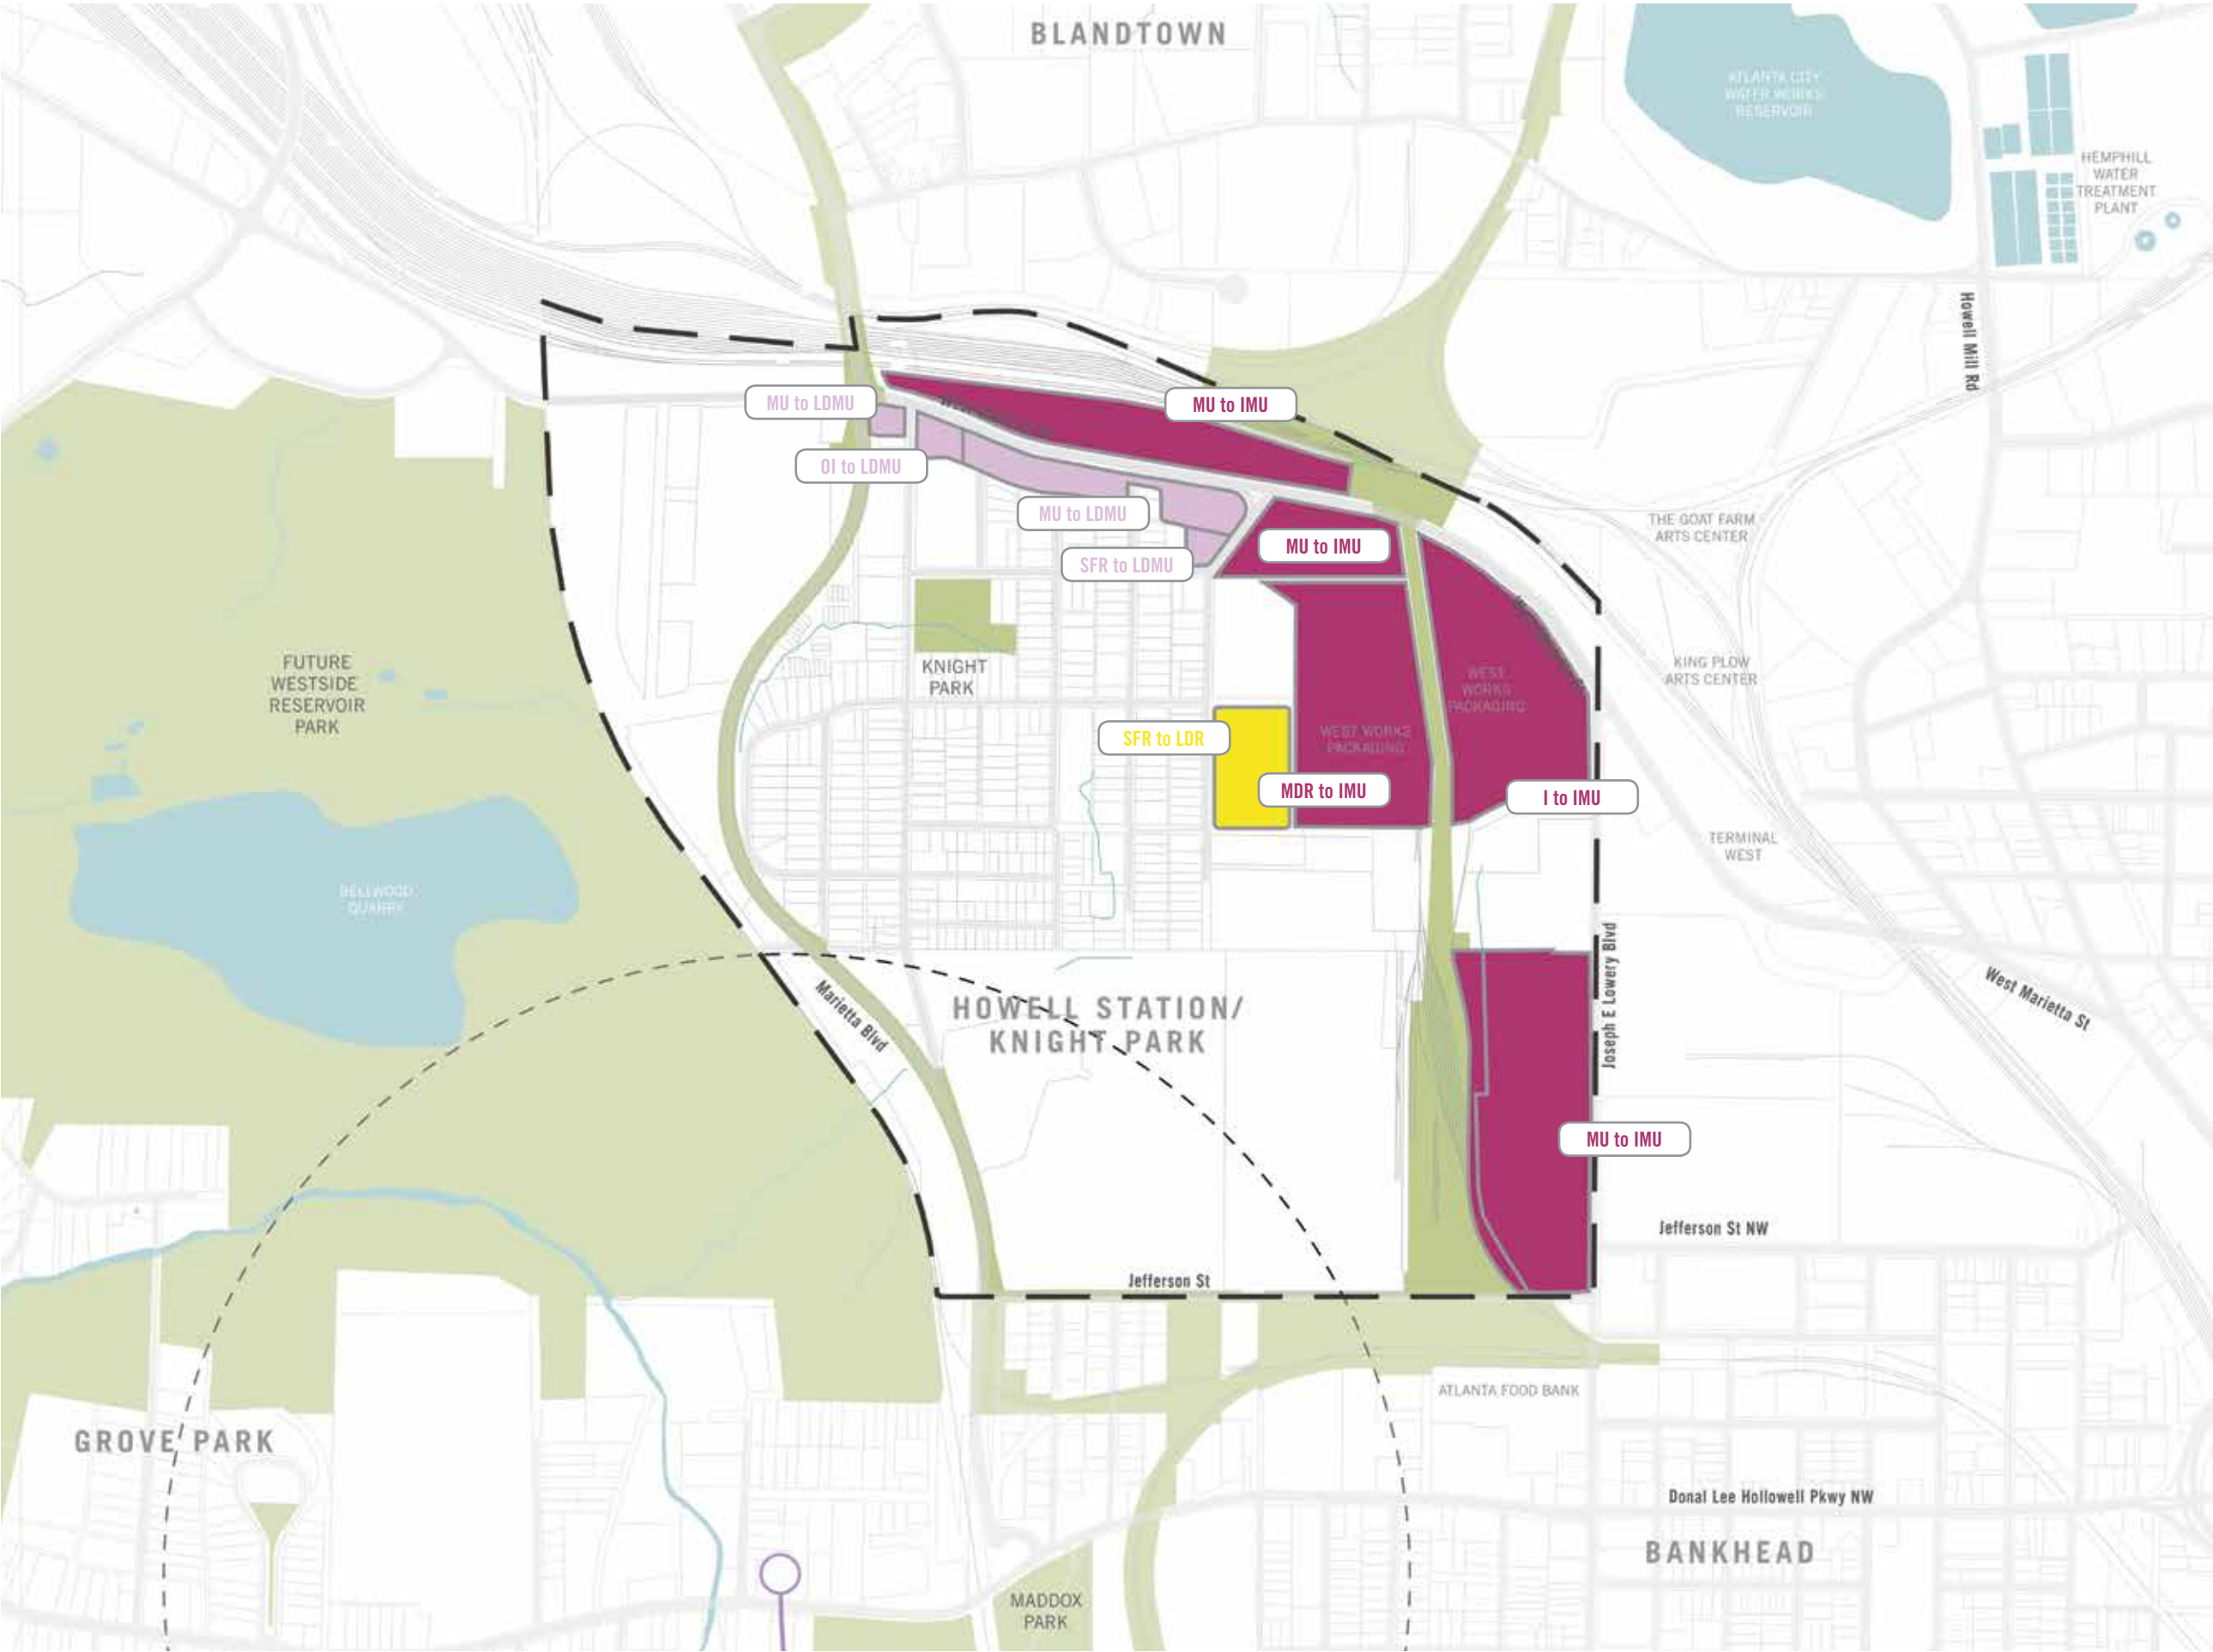 BLANDTOWN
ATLANTA CITY
WATER WORKS
RESERVOIR
HEMPHILL
WATER
TREATMENT
PLANT
Howell Mill Rd
MU to LDMU
MU to IMU
OI to LDMU
MU to LDMU
MU to IMU
SFR to LDMU
THE GOAT FARM
ARTS CENTER
FUTURE
WESTSIDE
RESERVOIR
PARK
KNIGHT
PARK
KING PLOW
ARTS CENTER
WEST
WORKS
PACKAGING
WEST WORKS
PACKAGING
SFR to LDR
MDR to IMU
I to IMU
TERMINAL
WEST
BELLWOOD
QUARRY
Joseph E Lowery Blvd
West Marietta St
Marietta Blvd
HOWELL STATION/
KNIGHT PARK
MU to IMU
Jefferson St NW
Jefferson St
ATLANTA FOOD BANK
GROVE PARK
Donal Lee Hollowell Pkwy NW
BANKHEAD
MADDOX
PARK